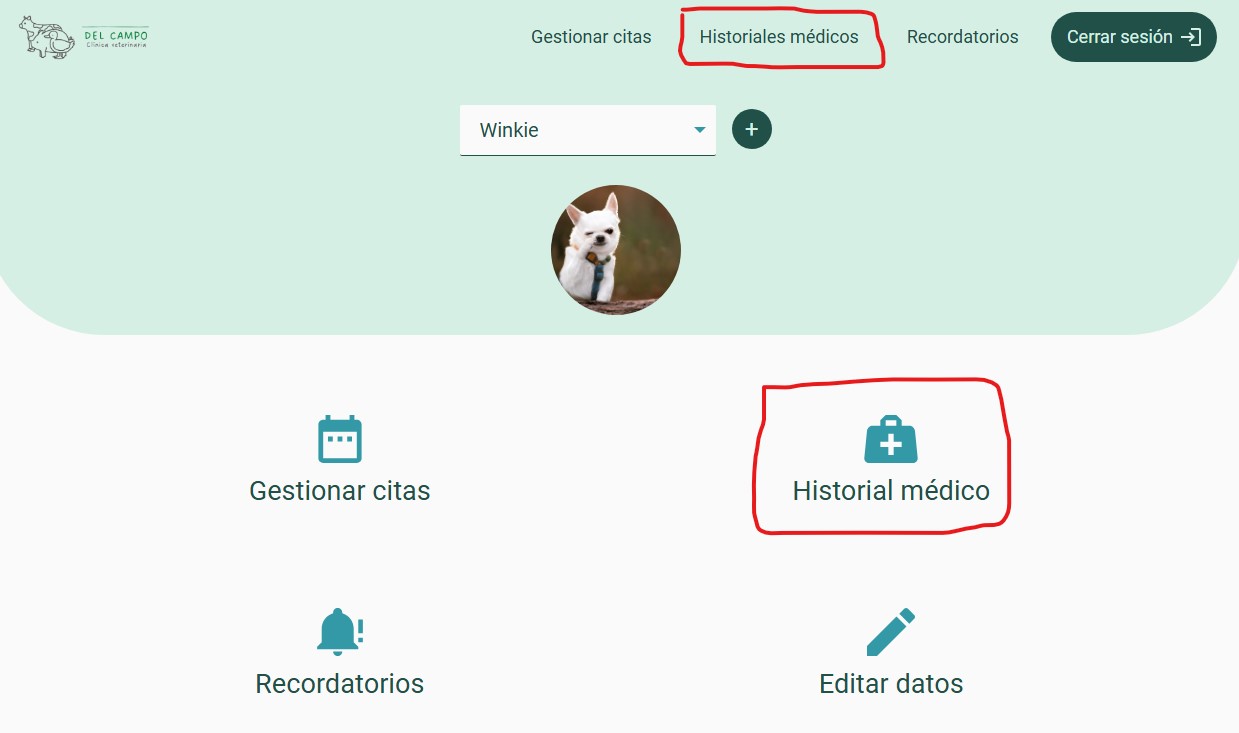 DEL CAMPO
Clínica veterinaria
Gestionar citas
Historiales médicos
Recordatorios
Cerrar sesión
Winkie
+
Gestionar citas
Historial médico
Recordatorios
Editar datos